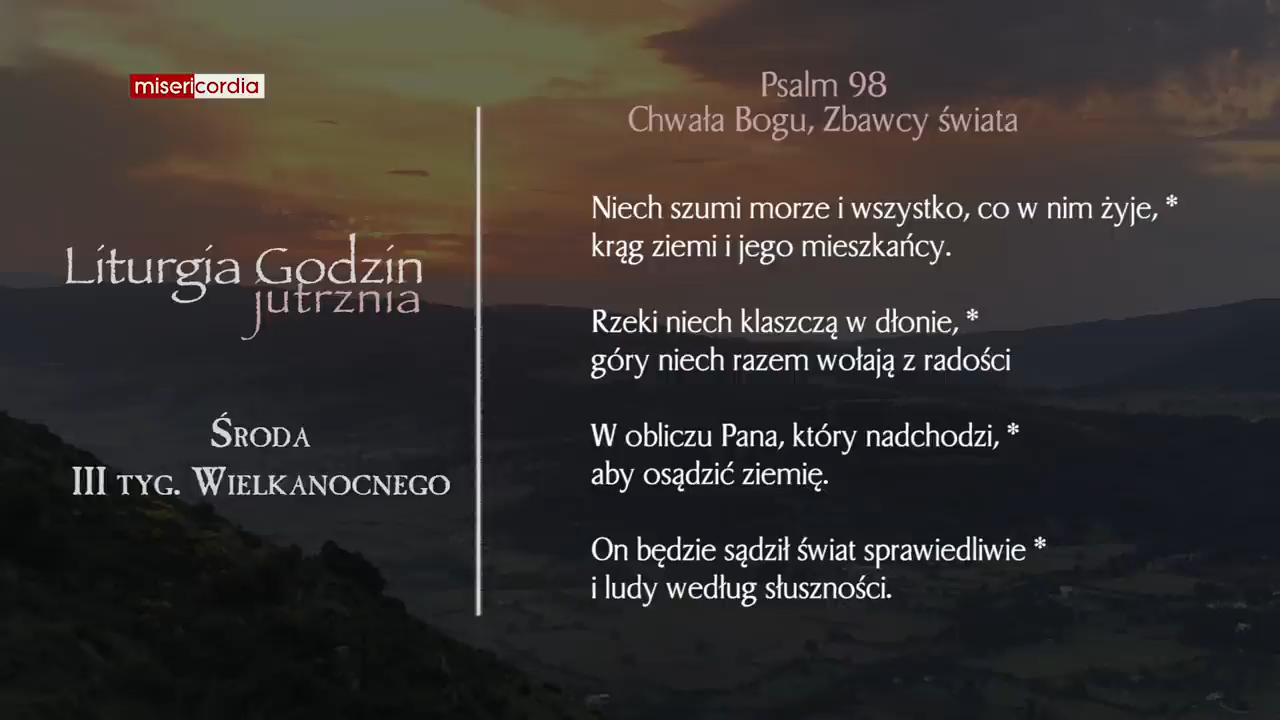 misericordia
Liturgia Godzin
jutrznia
Środa
III tyg. Wielkanocnego
Psalm 98
Chwała Bogu, Zbawcy świata
Niech szumi morze i wszystko, co w nim żyje, *
krąg ziemi i jego mieszkańcy.
Rzeki niech klaszczą w dłonie, *
góry niech razem wołają z radości
W obliczu Pana, który nadchodzi, *
aby osądzić ziemię.
On będzie sądził świat sprawiedliwie *
i ludy według słuszności.